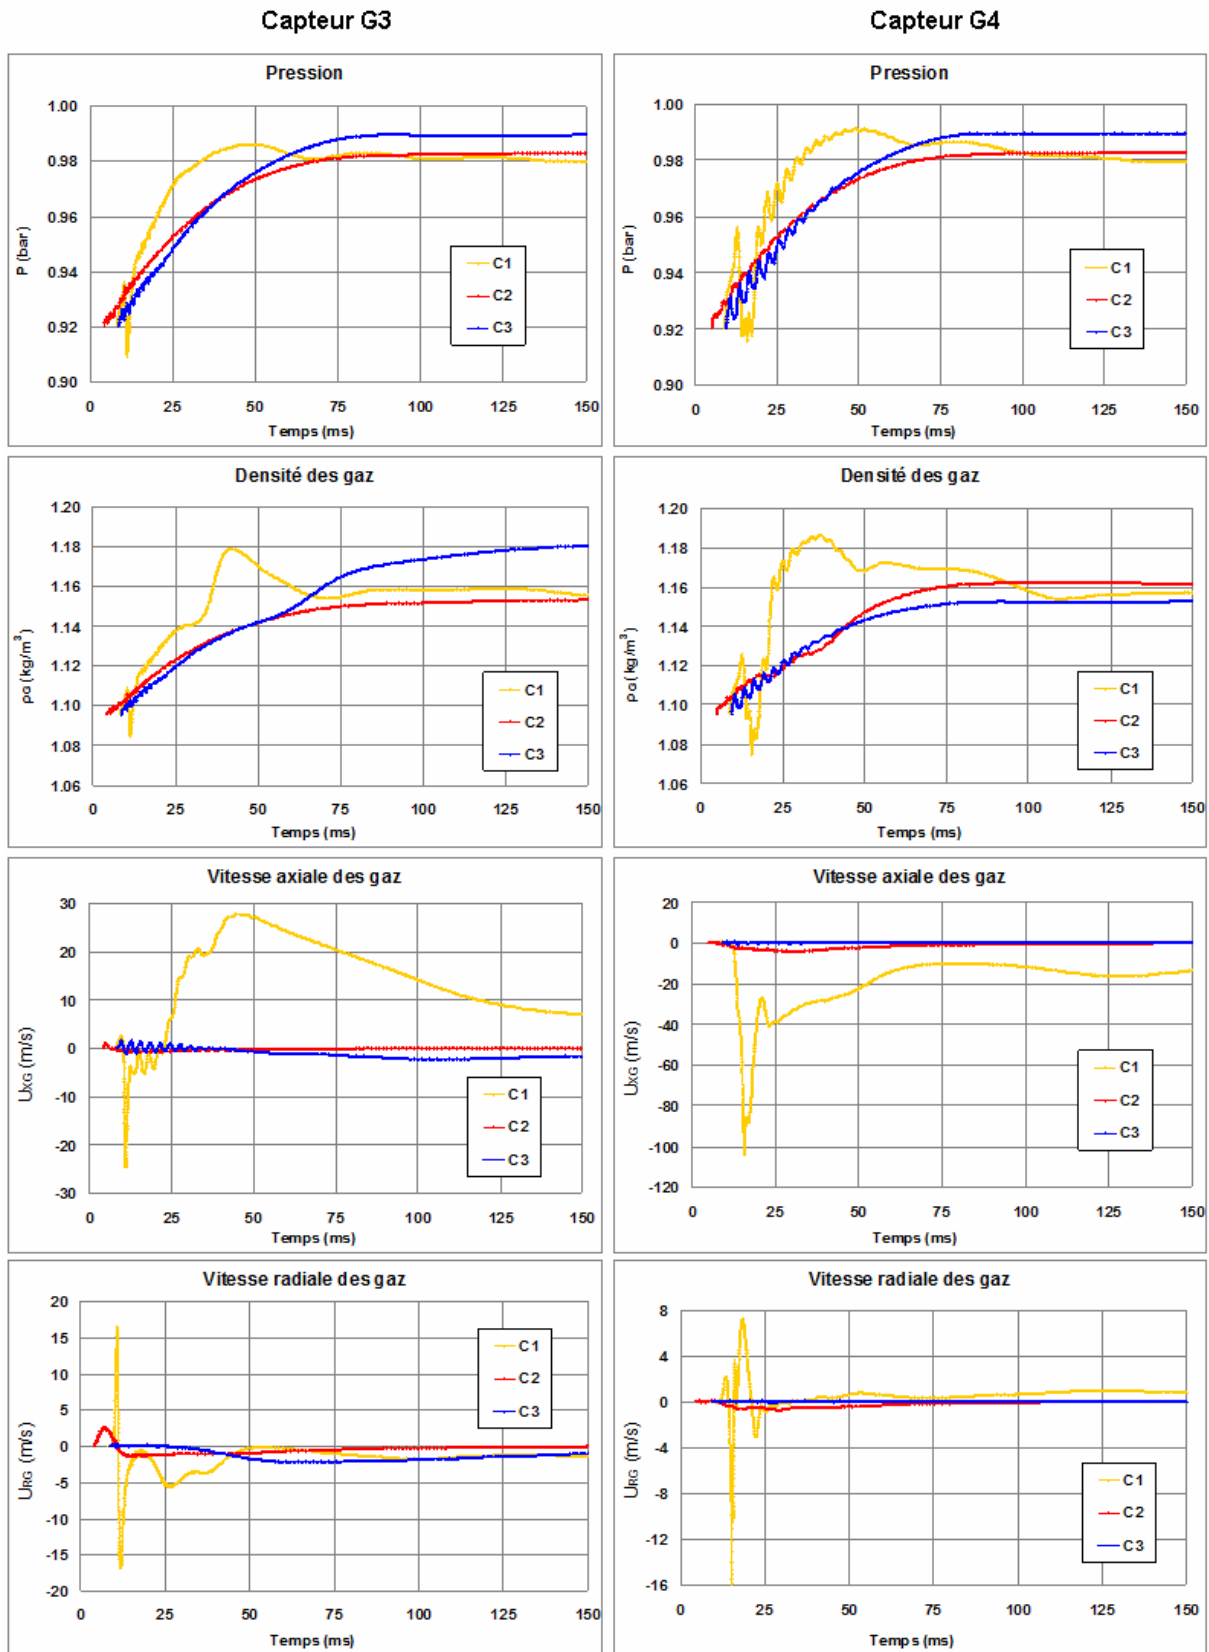 Capteur G3
Capteur G4
Pression
1.00
0.98
0.96
0.94
0.92
0.90
P (bar)
0 25 50 75 100 125 150
Temps (ms)
C1
C2
C3
Pression
1.00
0.98
0.96
0.94
0.92
0.90
P (bar)
0 25 50 75 100 125 150
Temps (ms)
C1
C2
C3
Densité des gaz
1.20
1.18
1.16
1.14
1.12
1.10
1.08
1.06
ρG (kg/m³)
0 25 50 75 100 125 150
Temps (ms)
C1
C2
C3
Densité des gaz
1.20
1.18
1.16
1.14
1.12
1.10
1.08
1.06
ρG (kg/m³)
0 25 50 75 100 125 150
Temps (ms)
C1
C2
C3
Vitesse axiale des gaz
30
20
10
0
-10
-20
-30
UXG (m/s)
0 25 50 75 100 125 150
Temps (ms)
C1
C2
C3
Vitesse axiale des gaz
20
0
-20
-40
-60
-80
-100
-120
UXG (m/s)
0 25 50 75 100 125 150
Temps (ms)
C1
C2
C3
Vitesse radiale des gaz
20
15
10
5
0
-5
-10
-15
-20
URG (m/s)
0 25 50 75 100 125 150
Temps (ms)
C1
C2
C3
Vitesse radiale des gaz
8
4
0
-4
-8
-12
-16
URG (m/s)
0 25 50 75 100 125 150
Temps (ms)
C1
C2
C3